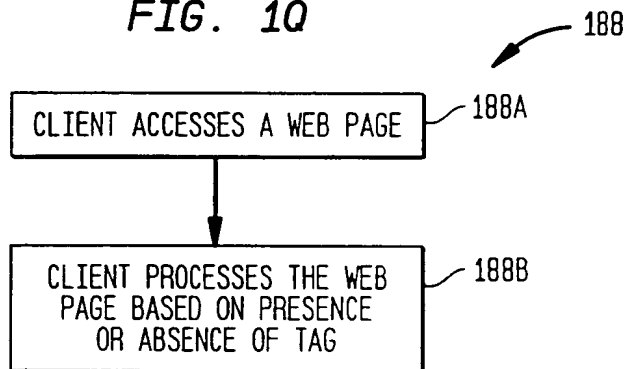 FIG. 1Q
188
CLIENT ACCESSES A WEB PAGE
188A
CLIENT PROCESSES THE WEB
PAGE BASED ON PRESENCE
OR ABSENCE OF TAG
188B